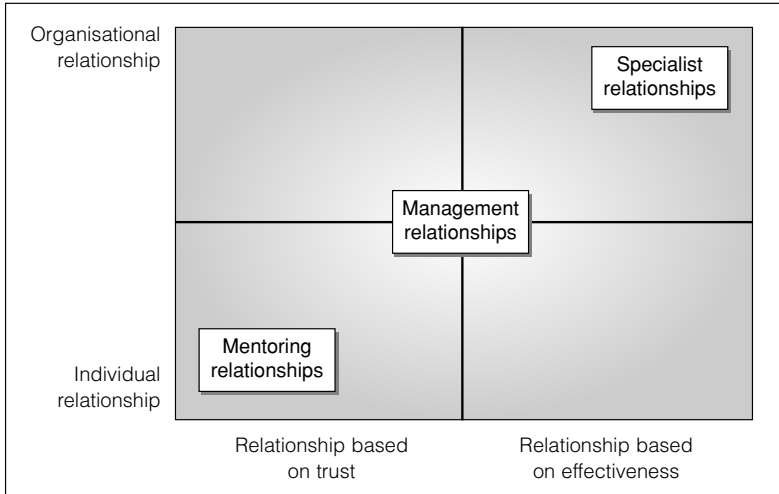 Organisational
relationship
Specialist
relationships
Management
relationships
Mentoring
relationships
Individual
relationship
Relationship based
on trust
Relationship based
on effectiveness